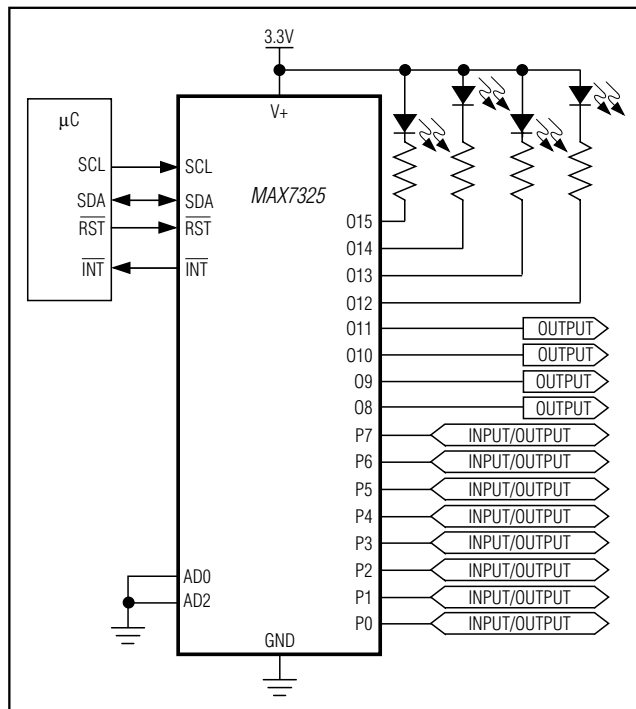 3.3V
µC
SCL
SDA
RST
INT
V+
SCL
SDA
RST
INT
MAX7325
AD0
AD2
GND
O15
O14
O13
O12
O11
O10
O9
O8
P7
P6
P5
P4
P3
P2
P1
P0
OUTPUT
OUTPUT
OUTPUT
OUTPUT
INPUT/OUTPUT
INPUT/OUTPUT
INPUT/OUTPUT
INPUT/OUTPUT
INPUT/OUTPUT
INPUT/OUTPUT
INPUT/OUTPUT
INPUT/OUTPUT